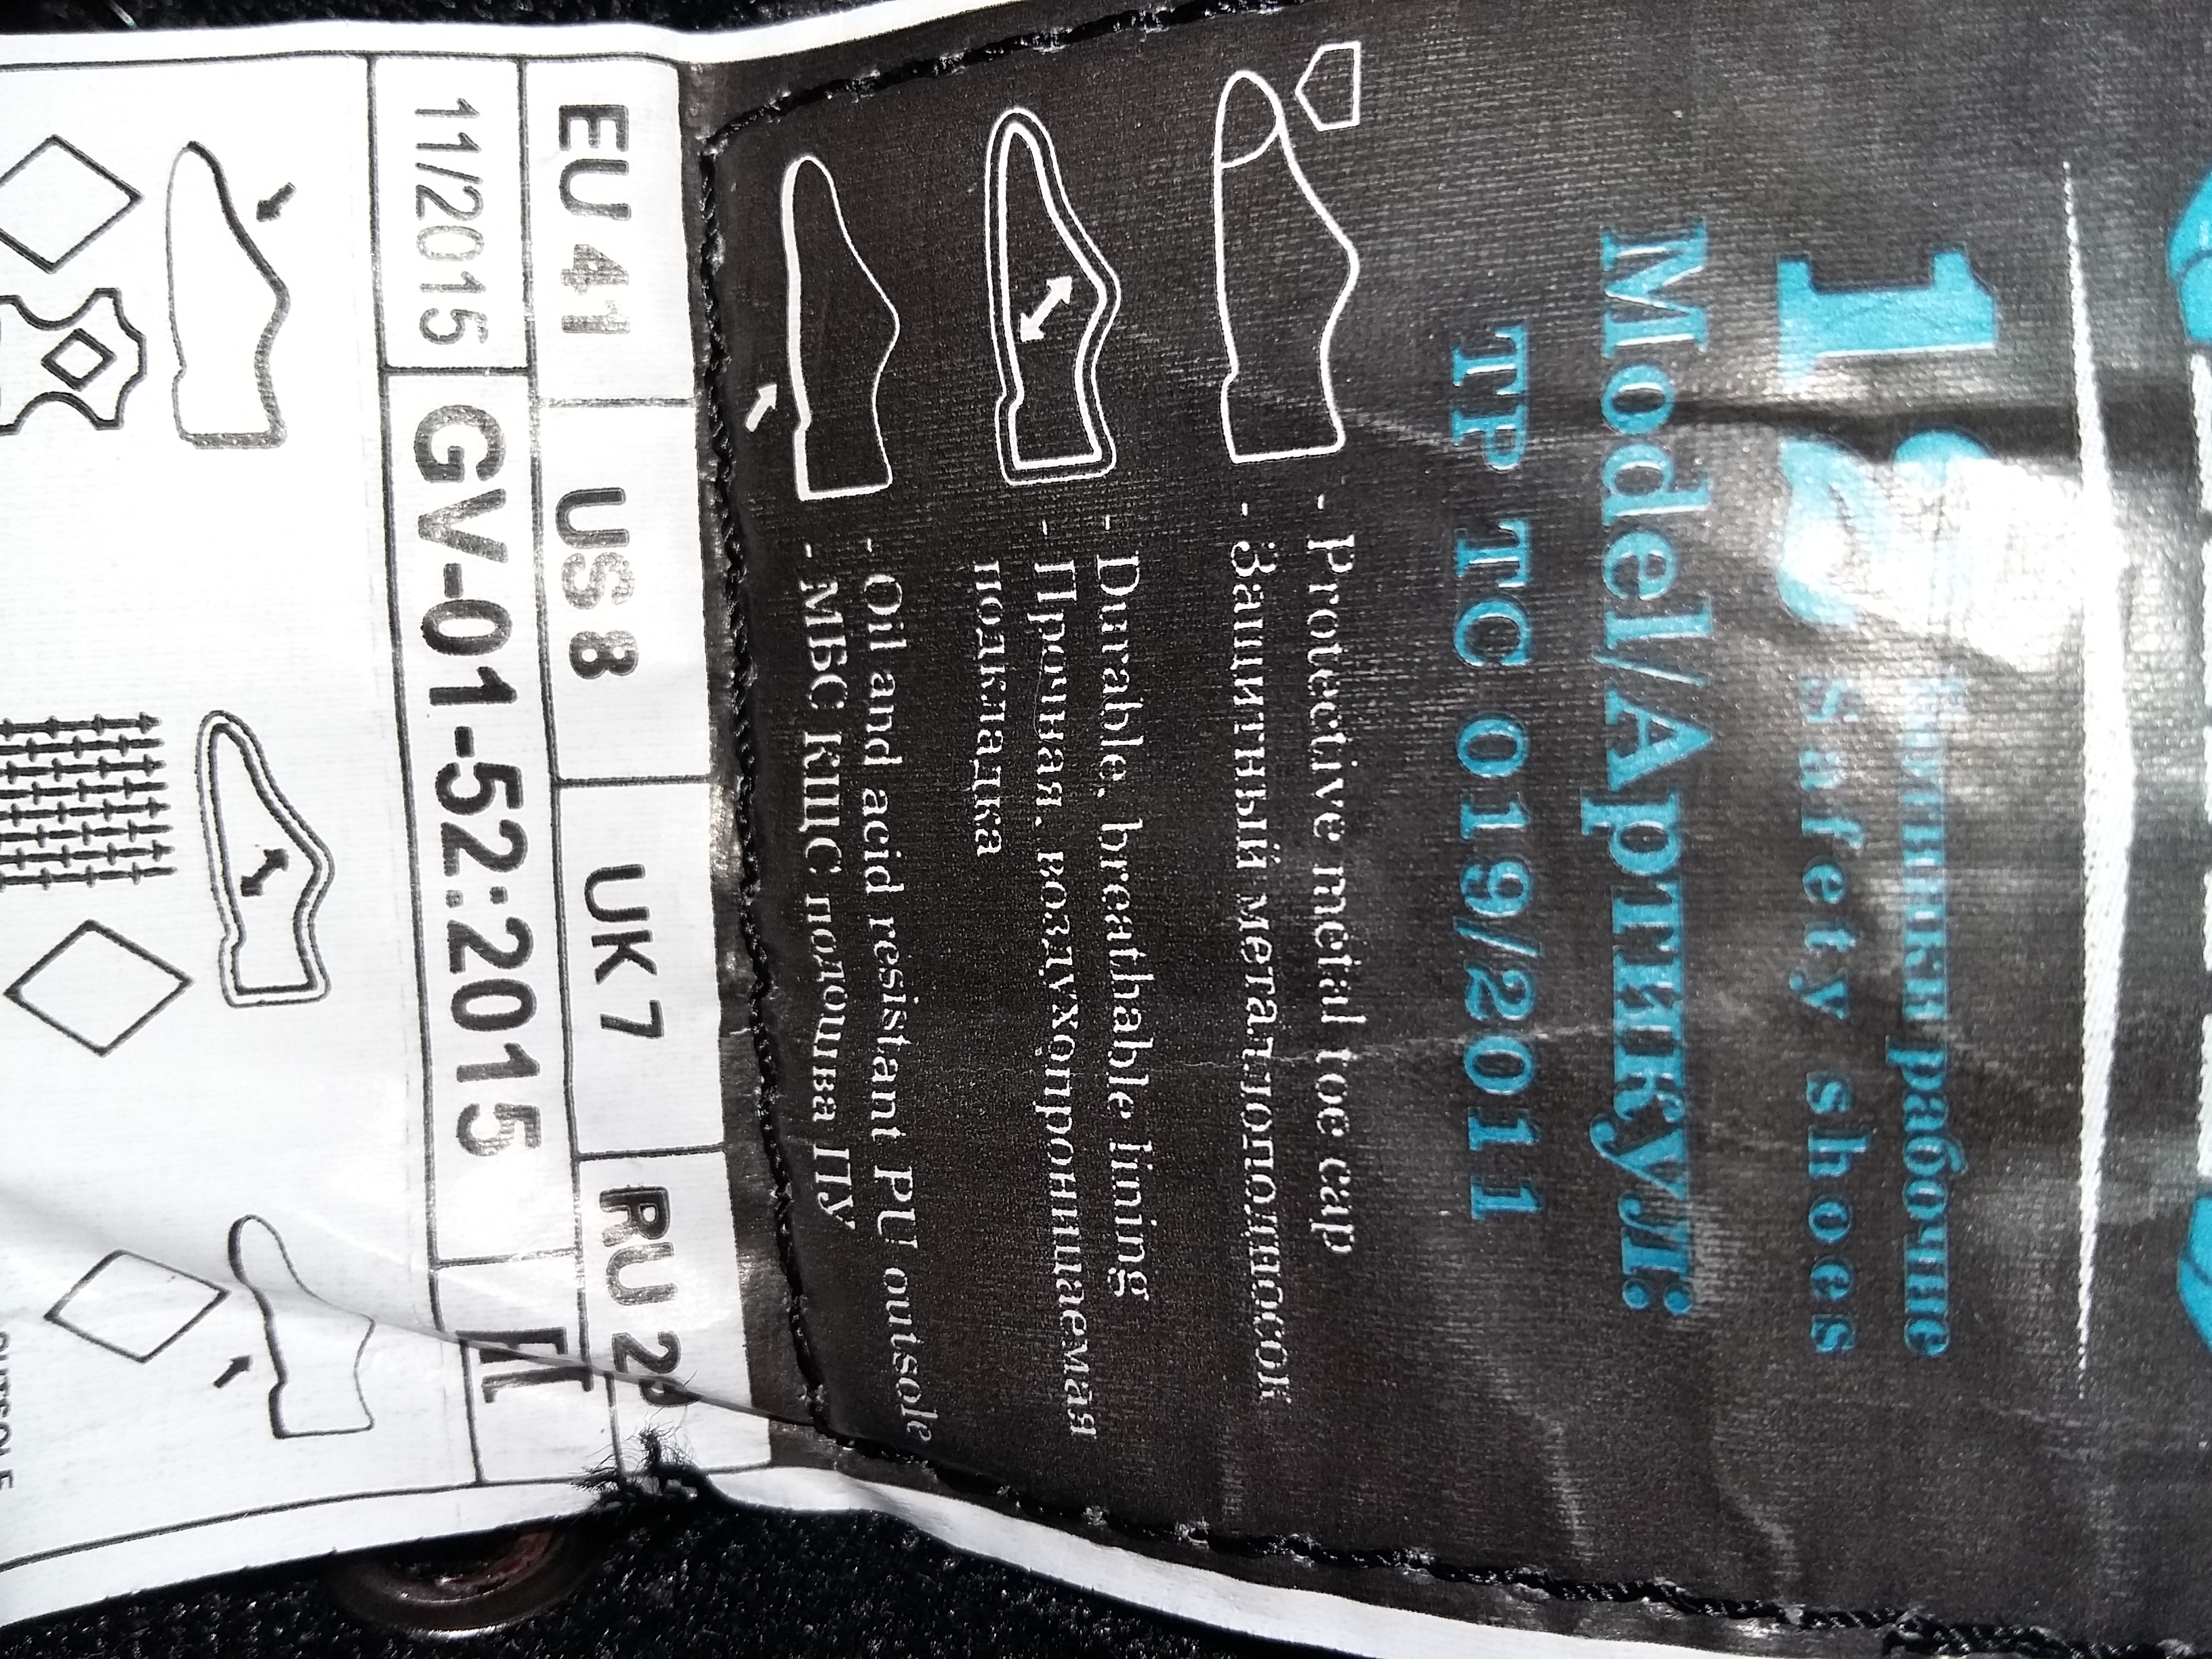 Ботинки рабочие
safety shoes
Model/Артикул:
ТР ТС 019/2011
- Protective metal toe cap
- Защитный металлоподносок
- Durable, breathable lining
- Прочная, воздухопроницаемая
подкладка
- Oil and acid resistant PU outsole
- МБС КЩС подошва ПУ
EU 41 US 8 UK 7 RU
11/2015 GV-01-52:2015